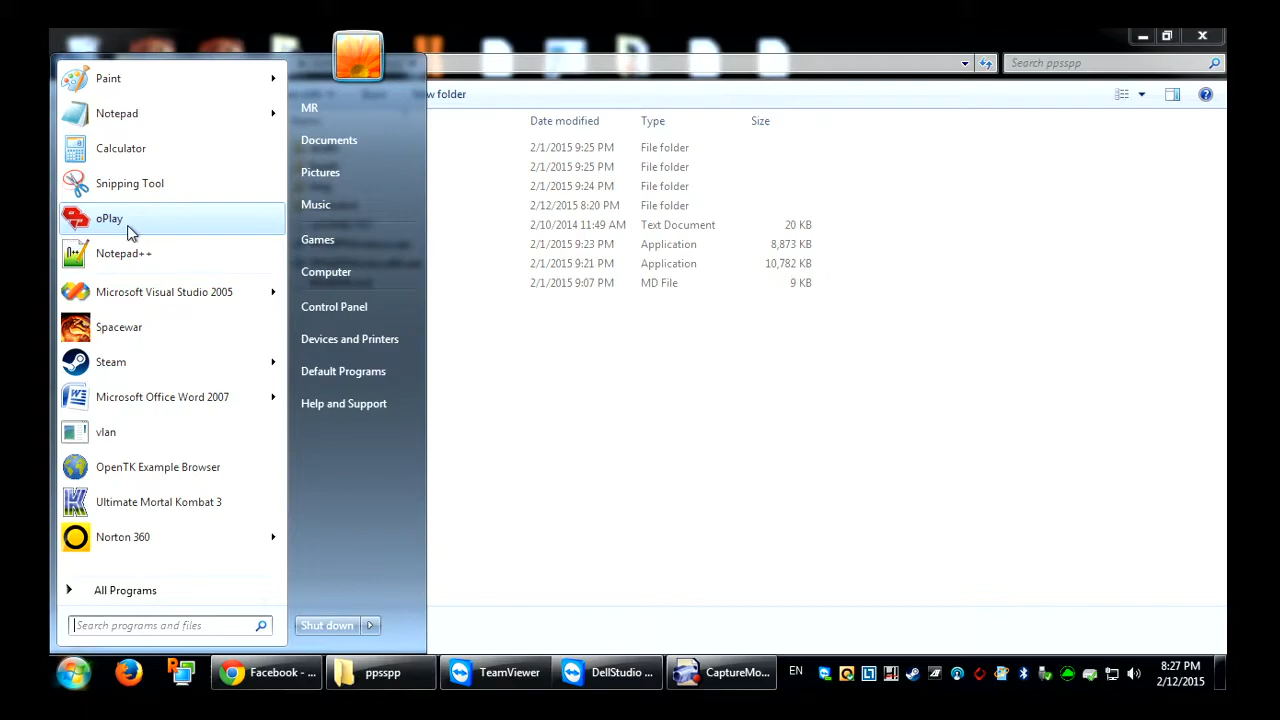 Paint
Notepad
Calculator
Snipping Tool
oPlay
Notepad++
Microsoft Visual Studio 2005
Spacewar
Steam
Microsoft Office Word 2007
vlan
OpenTK Example Browser
Ultimate Mortal Kombat 3
Norton 360
All Programs
Search programs and files
MR
Documents
Pictures
Music
Games
Computer
Control Panel
Devices and Printers
Default Programs
Help and Support
Shut down
Search ppsspp
ew folder
Date modified Type Size
2/1/2015 9:25 PM File folder
2/1/2015 9:25 PM File folder
2/1/2015 9:24 PM File folder
2/12/2015 8:20 PM File folder
2/10/2014 11:49 AM Text Document 20 KB
2/1/2015 9:23 PM Application 8,873 KB
2/1/2015 9:21 PM Application 10,782 KB
2/1/2015 9:07 PM MD File 9 KB
Facebook - ...
ppsspp
TeamViewer
DellStudio ...
CaptureMo...
EN
8:27 PM
2/12/2015